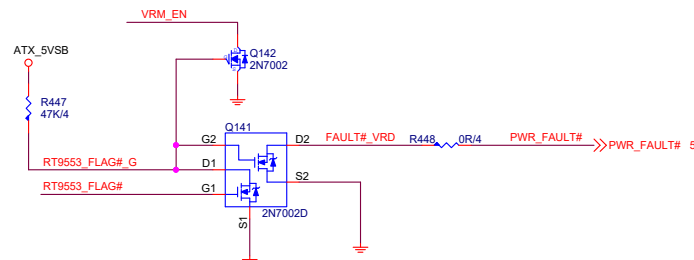 VRM_EN
ATX_5VSB
Q142
2N7002
R447
47K/4
Q141
G2
D2
FAULT#_VRD
R448
0R/4
PWR_FAULT#
PWR_FAULT# 5
RT9553_FLAG#_G
D1
RT9553_FLAG#
G1
S2
2N7002D
S1